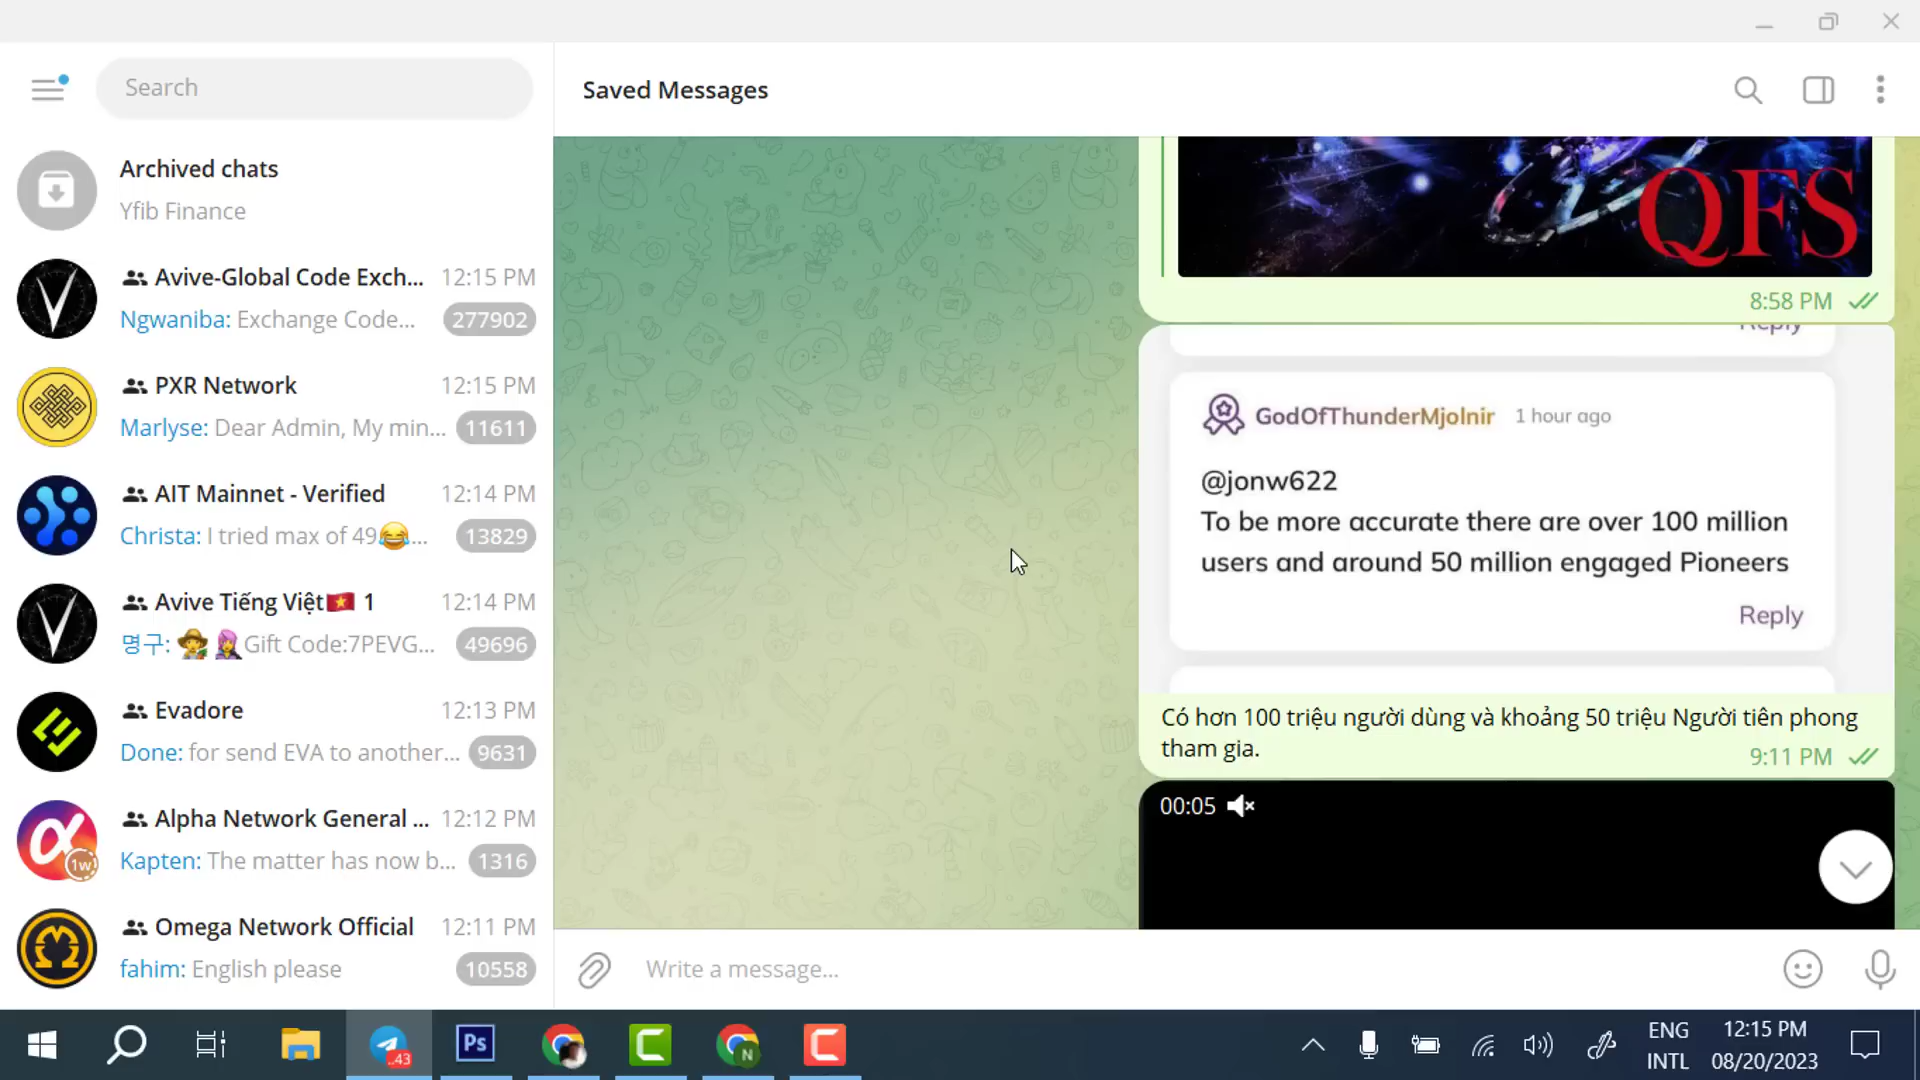 Search
Saved Messages
Archived chats
Yfib Finance
Avive-Global Code Exch... 12:15 PM
Ngwaniba: Exchange Code... 277902
PXR Network 12:15 PM
Marlyse: Dear Admin, My min... 11611
AIT Mainnet - Verified 12:14 PM
Christa: I tried max of 49😂... 13829
Avive Tiếng Việt🇻🇳 1 12:14 PM
명구: Gift Code:7PEVG... 49696
Evadore 12:13 PM
Done: for send EVA to another... 9631
Alpha Network General ... 12:12 PM
1w
Kapten: The matter has now b... 1316
Omega Network Official 12:11 PM
fahim: English please 10558
QFS
8:58 PM
Reply
GodOfThunderMjolnir 1 hour ago
@jonw622
To be more accurate there are over 100 million
users and around 50 million engaged Pioneers
Reply
Có hơn 100 triệu người dùng và khoảng 50 triệu Người tiên phong
tham gia.
9:11 PM
00:05
Write a message...
..43
Ps
N
ENG
INTL
12:15 PM
08/20/2023